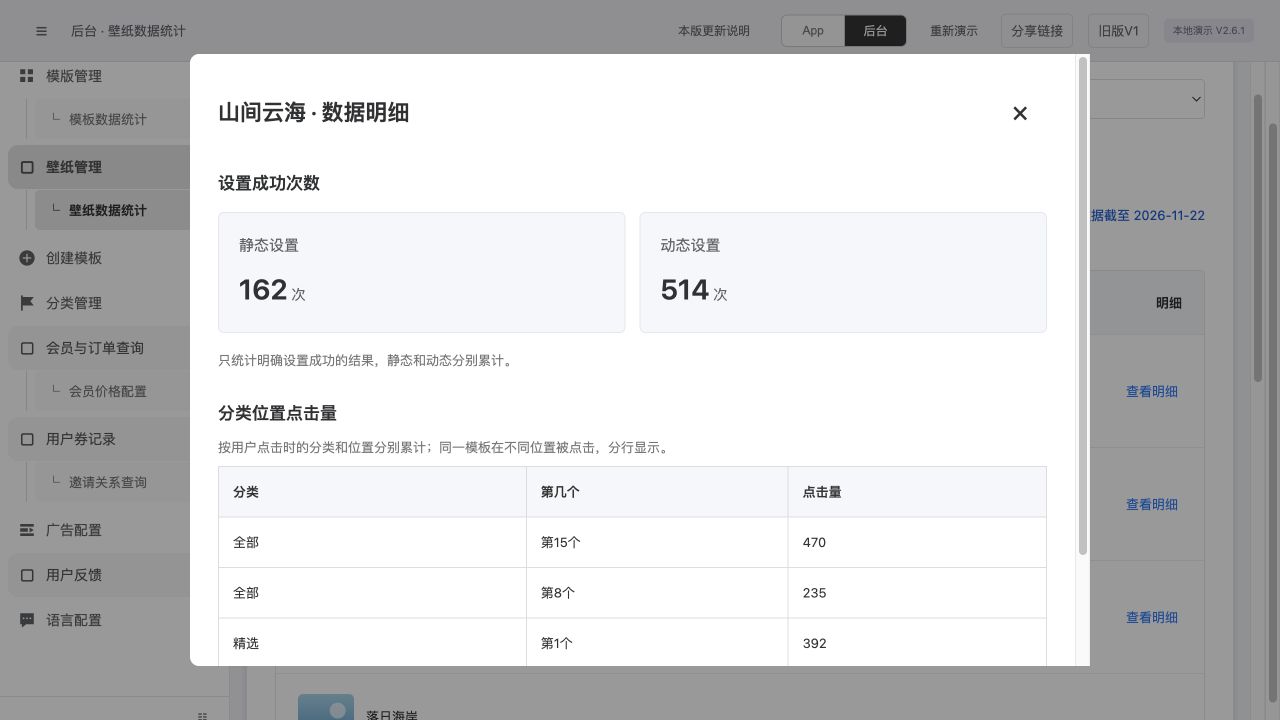 后台 · 壁纸数据统计
本版更新说明
App
后台
重新演示
分享链接
旧版V1
本地演示 V2.6.1
模版管理
模板数据统计
壁纸管理
壁纸数据统计
创建模板
分类管理
会员与订单查询
会员价格配置
用户券记录
邀请关系查询
广告配置
用户反馈
语言配置
山间云海 · 数据明细
设置成功次数
静态设置
162 次
动态设置
514 次
只统计明确设置成功的结果，静态和动态分别累计。
分类位置点击量
按用户点击时的分类和位置分别累计；同一模板在不同位置被点击，分行显示。
分类 第几个 点击量
全部 第15个 470
全部 第8个 235
精选 第1个 392
据截至 2026-11-22
明细
查看明细
查看明细
查看明细
落日海岸